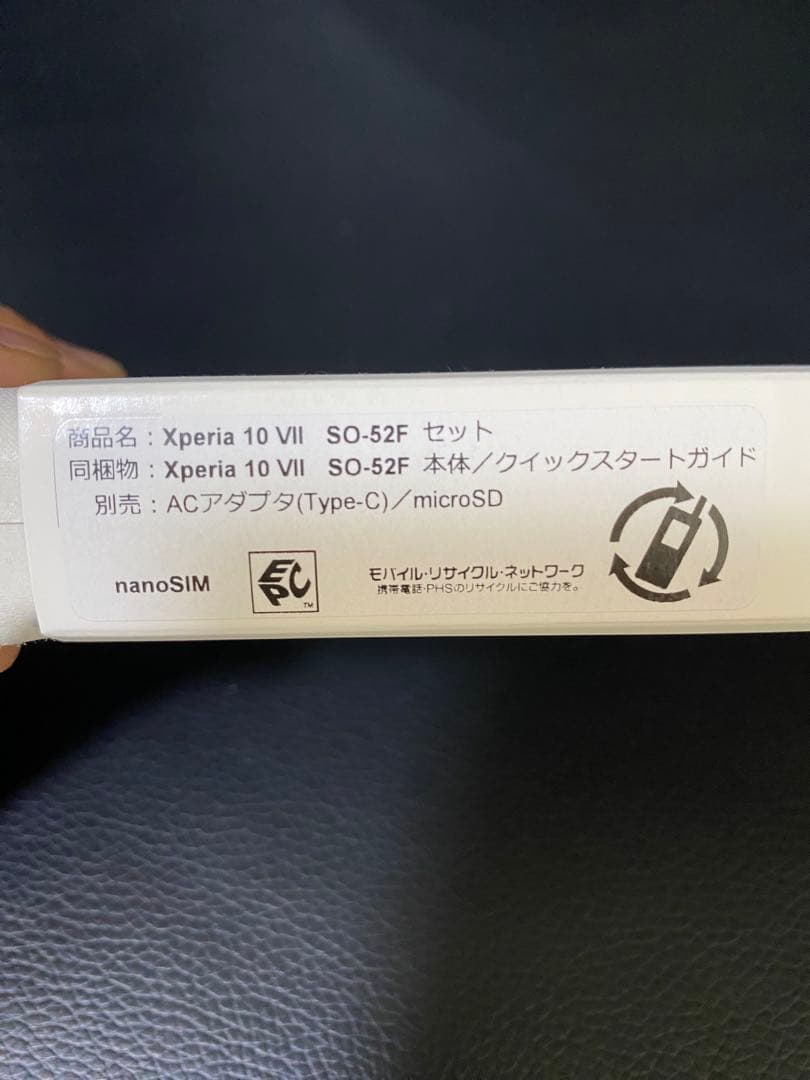 商品名：Xperia 10 VII SO-52F セット
同梱物：Xperia 10 VII SO-52F 本体／クイックスタートガイド
別売：ACアダプタ(Type-C)／microSD
nanoSIM
EPC
TM
モバイル・リサイクル・ネットワーク
携帯電話・PHSのリサイクルにご協力を。